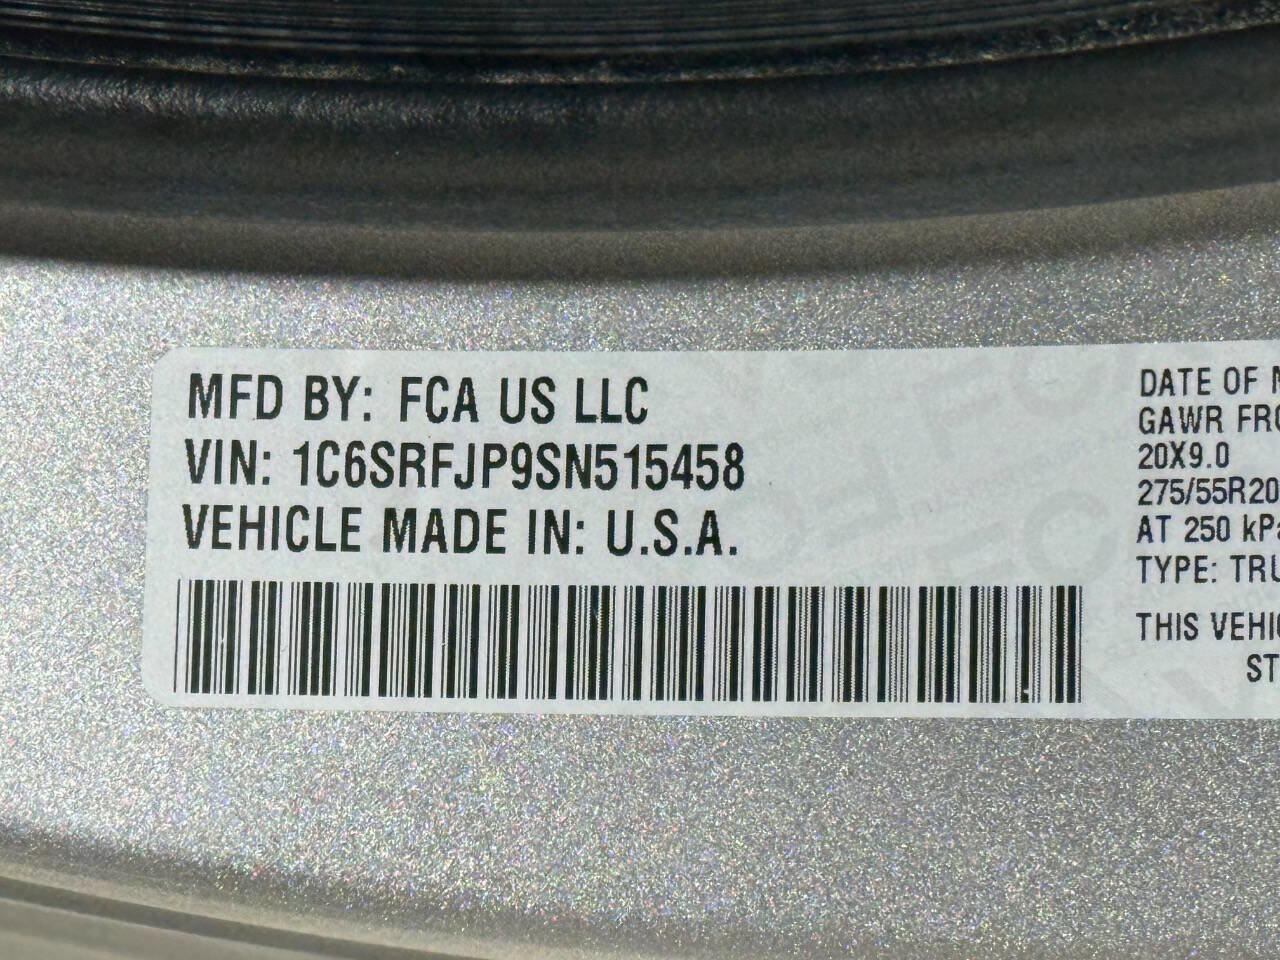 MFD BY: FCA US LLC
VIN: 1C6SRFJP9SN515458
VEHICLE MADE IN: U.S.A.
DATE OF
GAWR
20X9.0
275/55R20
AT 250 kPa
TYPE:
THIS